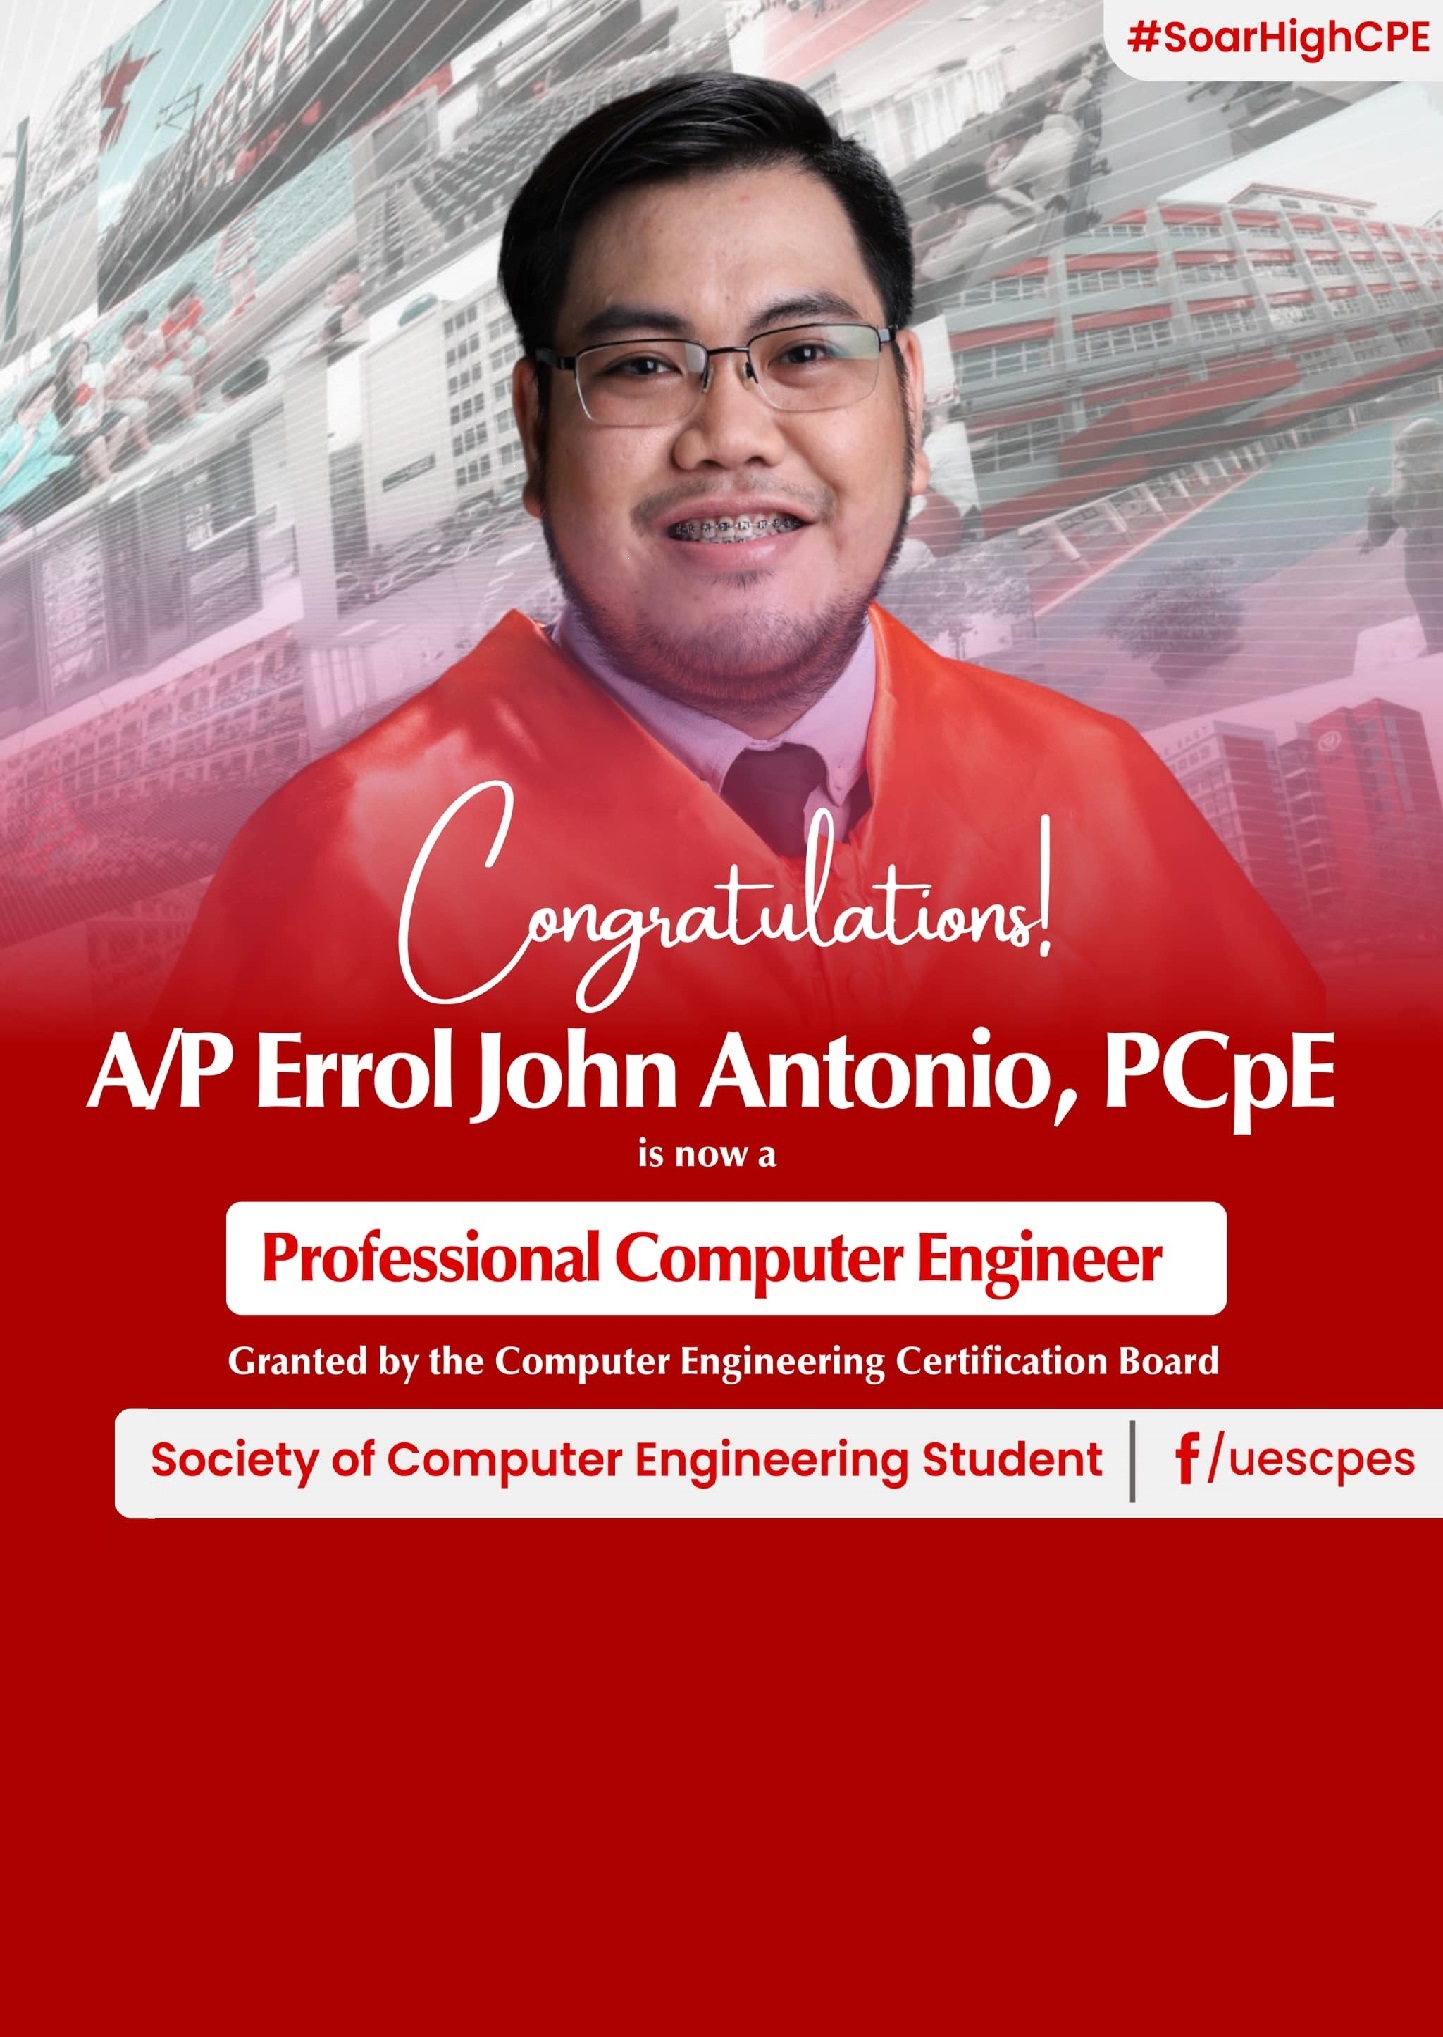 #SoarHighCPE
Congratulations!
A/P Errol John Antonio, PCpE
is now a
Professional Computer Engineer
Granted by the Computer Engineering Certification Board
Society of Computer Engineering Student | f/uescpes